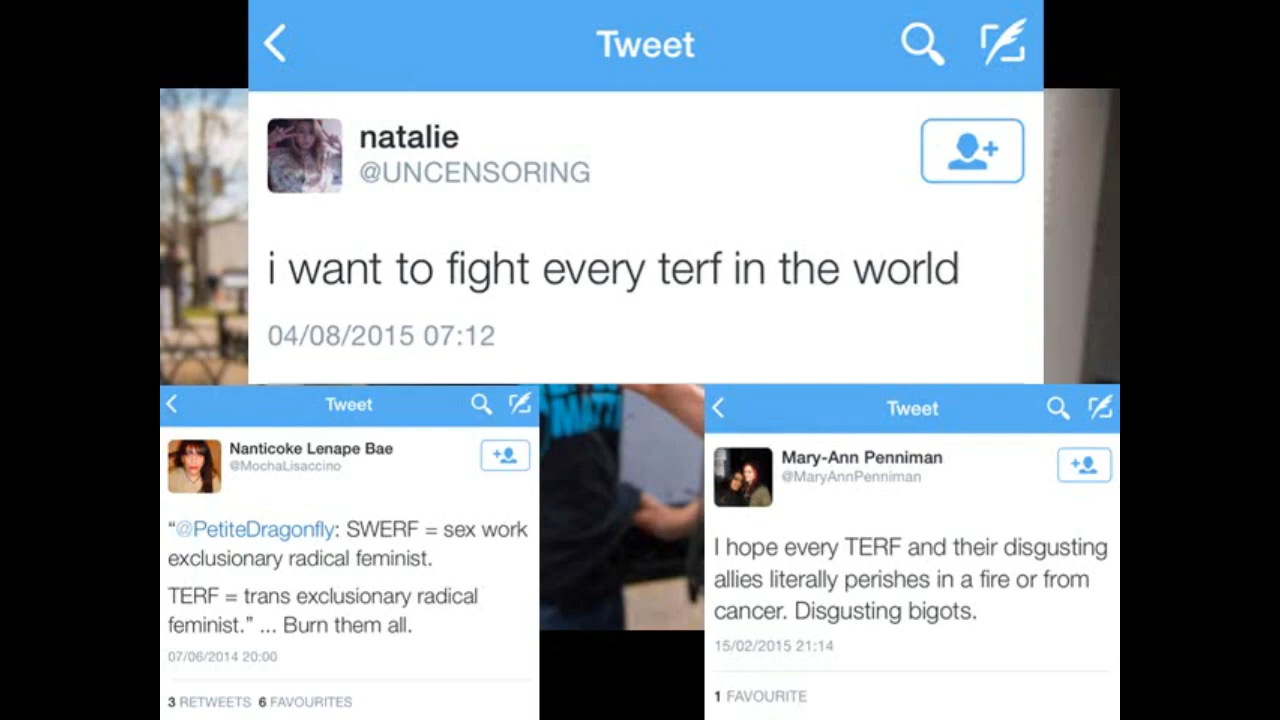 Tweet
natalie
@UNCENSORING
i want to fight every terf in the world
04/08/2015 07:12
Tweet
Nanticoke Lenape Bae
@MochaLisaccino
“@PetiteDragonfly: SWERF = sex work
exclusionary radical feminist.
TERF = trans exclusionary radical
feminist.” ... Burn them all.
07/06/2014 20:00
3 RETWEETS 6 FAVOURITES
Tweet
Mary-Ann Penniman
@MaryAnnPenniman
I hope every TERF and their disgusting
allies literally perishes in a fire or from
cancer. Disgusting bigots.
15/02/2015 21:14
1 FAVOURITE